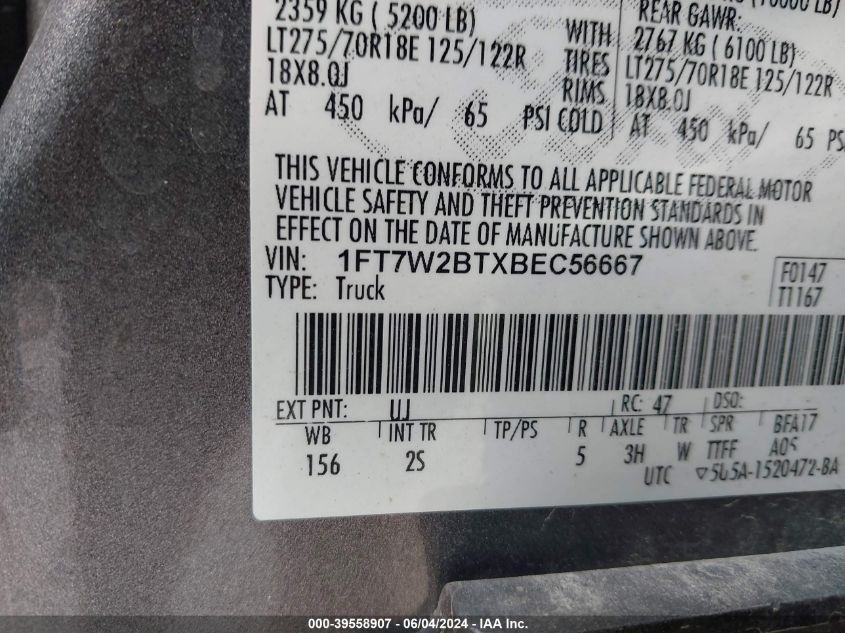 2359 KG ( 5200 LB) WITH REAR GAWR:
LT275/70R18E 125/122R TIRES 2767 KG ( 6100 LB)
18X8.0J RIMS LT275/70R18E 125/122R
AT 450 kPa/ 65 PSI COLD 18X8.0J
AT 450 kPa/ 65
THIS VEHICLE CONFORMS TO ALL APPLICABLE FEDERAL MOTOR
VEHICLE SAFETY AND THEFT PREVENTION STANDARDS IN
EFFECT ON THE DATE OF MANUFACTURE SHOWN ABOVE.
VIN: 1FT7W2BTXBEC56667 F0147
TYPE: Truck T1167
EXT PNT: UJ RC: 47 DSO:
WB INT TR TP/PS R AXLE TR SPR BFA17
156 2S 5 3H W TTFF
UTC
000-39558907 / 06/04/2024 / IAA Inc.